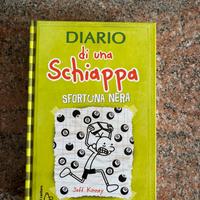 DIARIO
di una
Schiappa
SFORTUNA NERA
Jeff Kinney